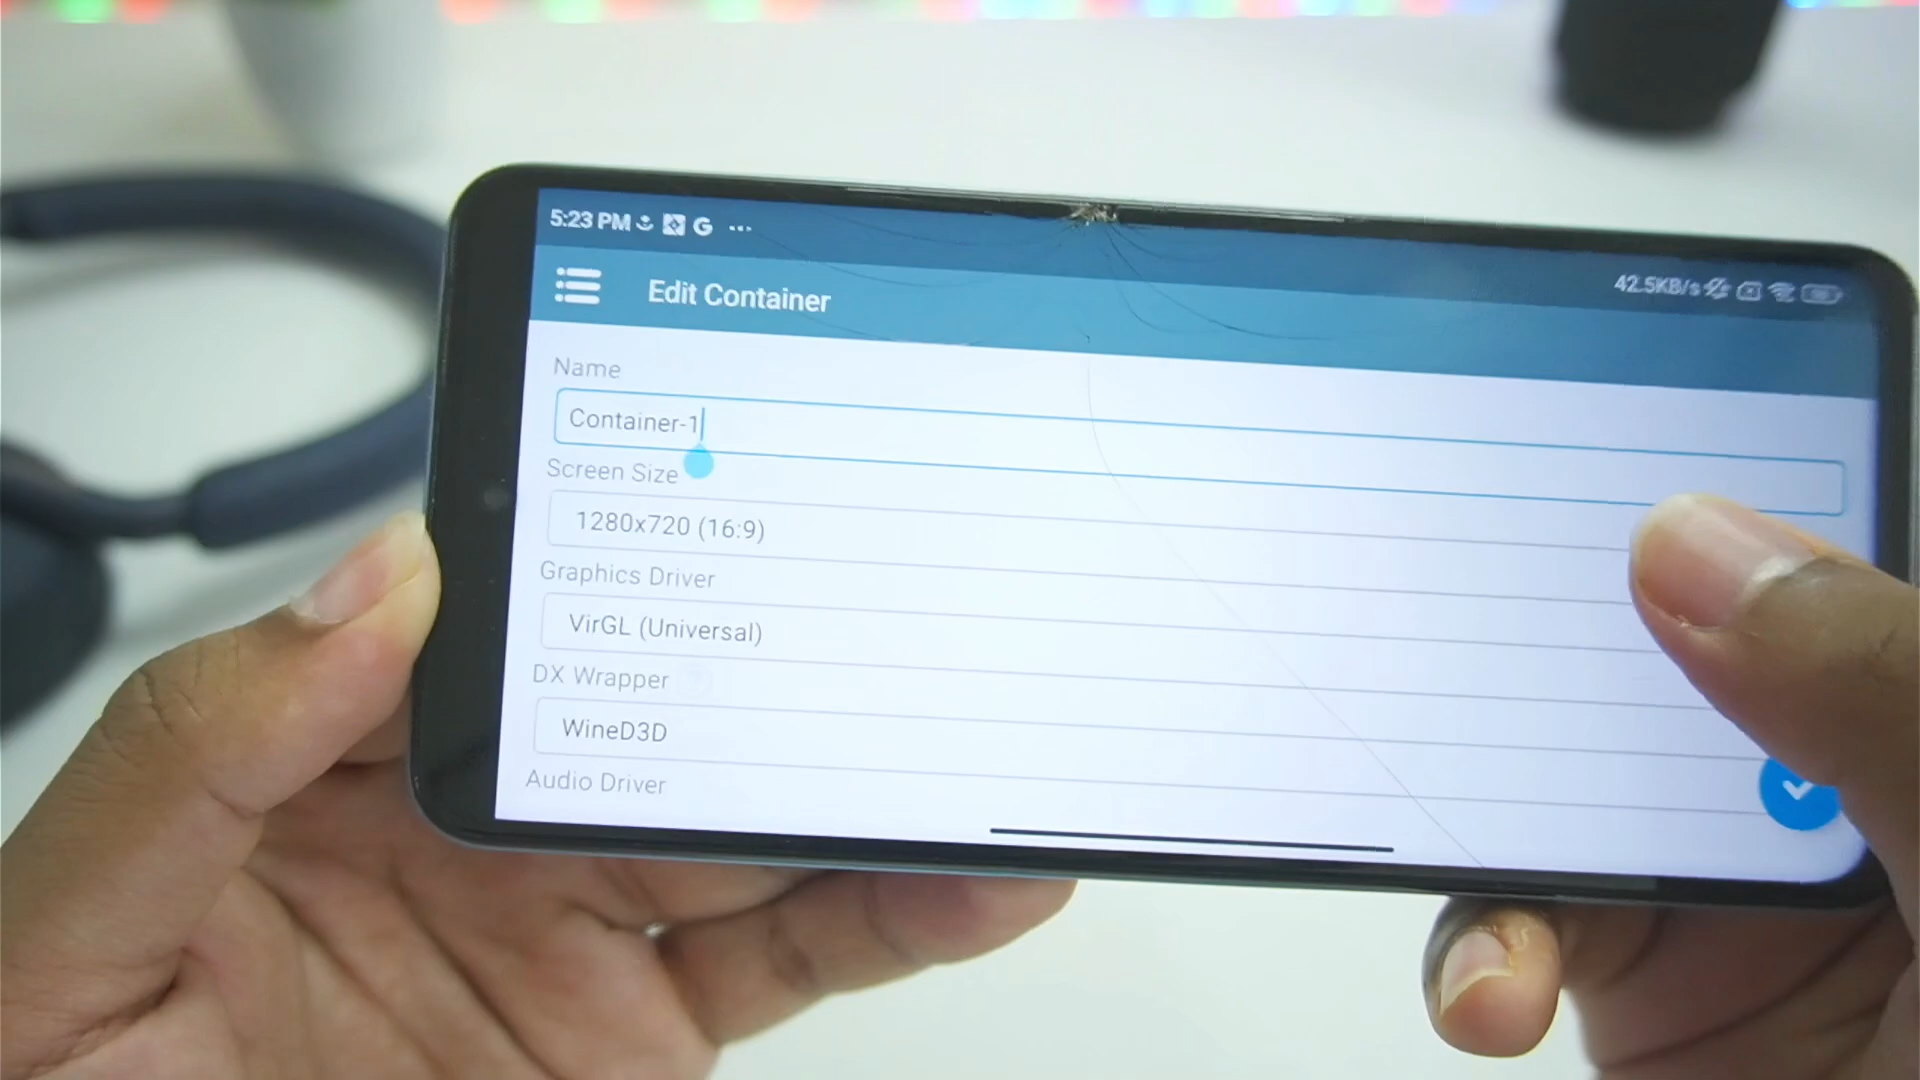 5:23 PM G ...
42.5KB/s
Edit Container
Name
Container-1
Screen Size
1280x720 (16:9)
Graphics Driver
VirGL (Universal)
DX Wrapper
WineD3D
Audio Driver